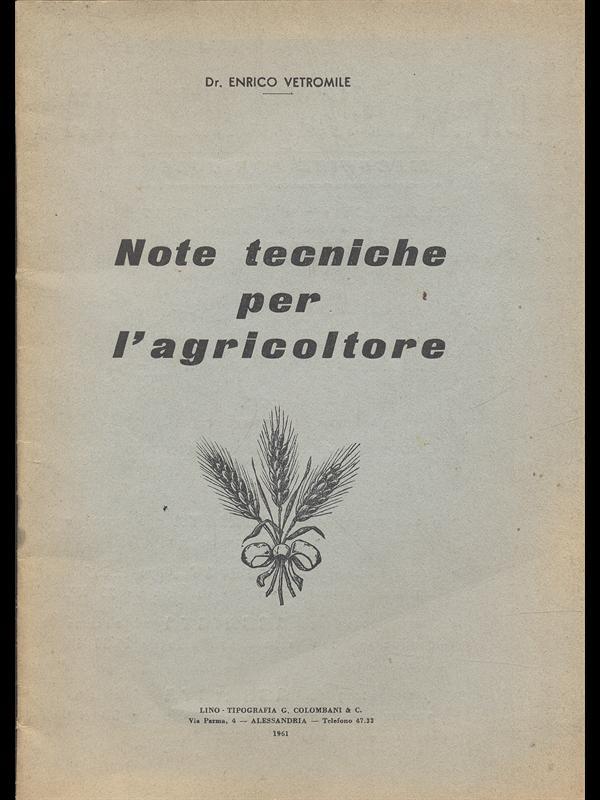 Dr. ENRICO VETROMILE
Note tecniche
per
l'agricoltore
LINO - TIPOGRAFIA G. COLOMBANI & C.
Via Parma, 4 — ALESSANDRIA — Telefono 47.33
1961